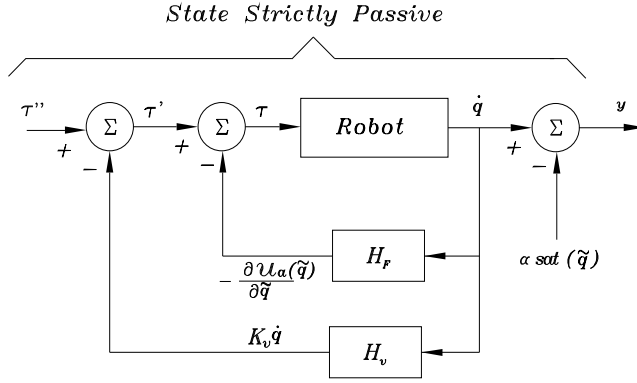 State Strictly Passive
τ'' Σ τ' Σ τ Robot q̇ Σ y
+ − + − + −
H_F
− ∂𝒰_a(q̃)/∂q̃
α sat (q̃)
K_v q̇ H_v